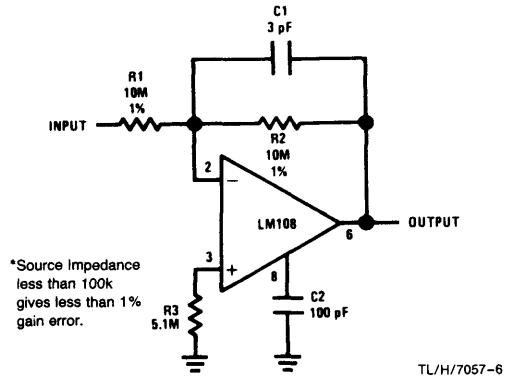 C1
3 pF
R1
10M
1%
INPUT
R2
10M
1%
2
−
LM108
6
OUTPUT
3
+
8
*Source Impedance
less than 100k
gives less than 1%
gain error.
R3
5.1M
C2
100 pF
TL/H/7057–6